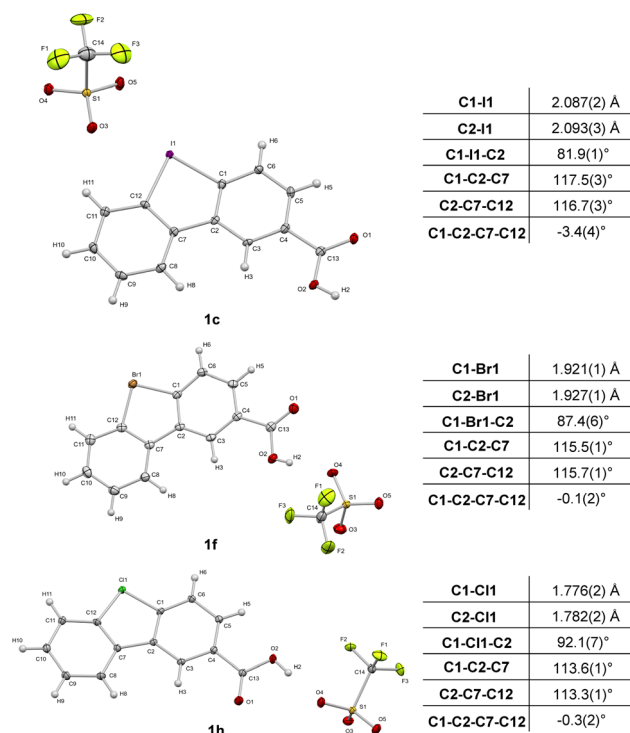 F2
F1
F3
C14
O4
O5
S1
O3
I1
H6
C1
C6
H5
H11
C12
C5
C11
C2
C4
O1
C7
C3
H10
C10
C13
C8
H3
O2
H2
C9
H8
H9
1c
C1-I1 2.087(2) Å
C2-I1 2.093(3) Å
C1-I1-C2 81.9(1)°
C1-C2-C7 117.5(3)°
C2-C7-C12 116.7(3)°
C1-C2-C7-C12 -3.4(4)°
H6
Br1
C6
H5
C1
C5
O1
C4
H11
C12
C2
C13
C11
C7
C3
O2
H2
H3
O4
H10
C10
C8
F1
S1
O5
C9
H8
F3
C14
O3
H9
F2
1f
C1-Br1 1.921(1) Å
C2-Br1 1.927(1) Å
C1-Br1-C2 87.4(6)°
C1-C2-C7 115.5(1)°
C2-C7-C12 115.7(1)°
C1-C2-C7-C12 -0.1(2)°
H6
Cl1
H11
C1
C6
H5
C11
C12
C5
H10
C2
C4
O2
C10
C7
C3
H2
C9
C8
H3
C13
H9
H8
O1
F2
F1
C14
F3
O4
S1
O3
O5
1h
C1-Cl1 1.776(2) Å
C2-Cl1 1.782(2) Å
C1-Cl1-C2 92.1(7)°
C1-C2-C7 113.6(1)°
C2-C7-C12 113.3(1)°
C1-C2-C7-C12 -0.3(2)°